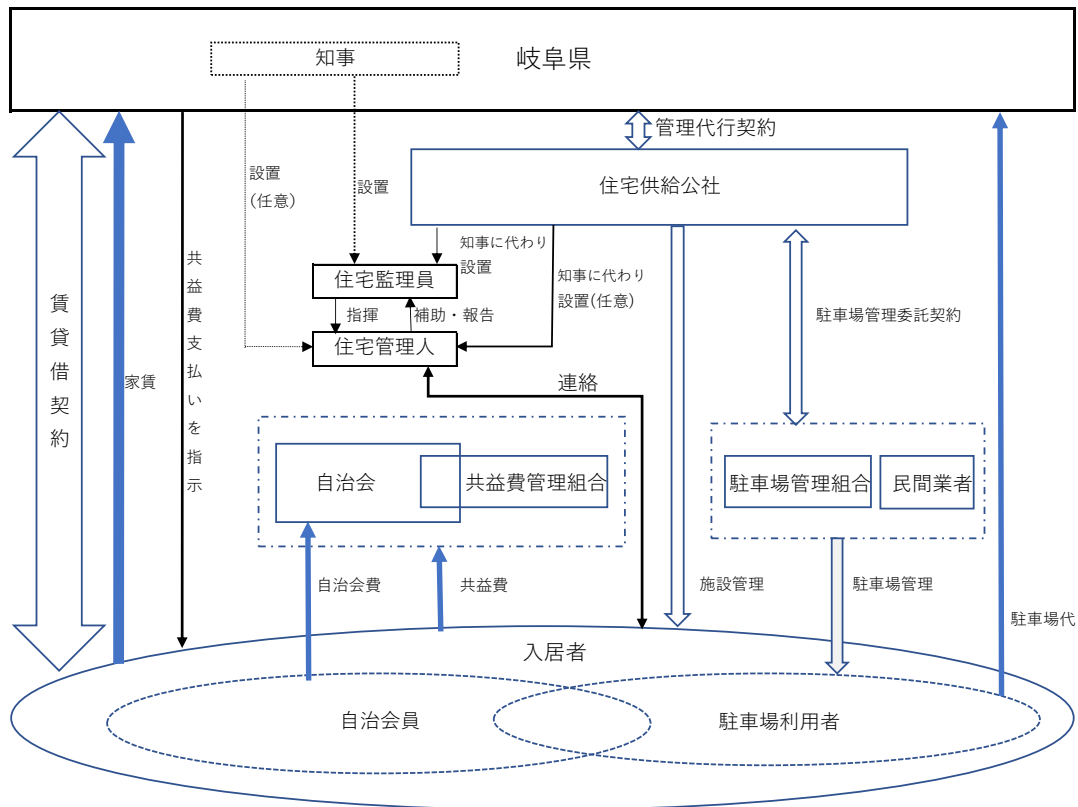 知事
岐阜県
管理代行契約
住宅供給公社
設置
(任意)
設置
知事に代わり
設置
知事に代わり
設置(任意)
住宅監理員
指揮
補助・報告
住宅管理人
駐車場管理委託契約
賃貸借契約
家賃
共益費支払いを指示
連絡
自治会
共益費管理組合
駐車場管理組合
民間業者
自治会費
共益費
施設管理
駐車場管理
駐車場代
入居者
自治会員
駐車場利用者